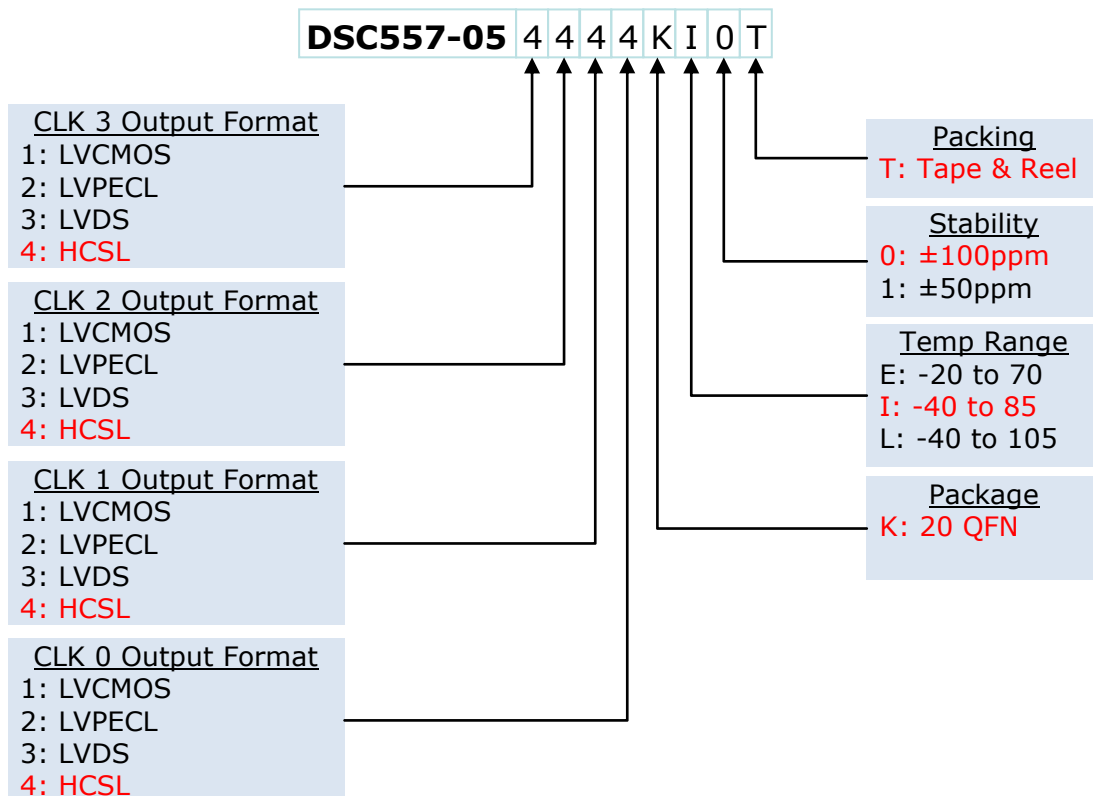 DSC557-05 4 4 4 4 K I 0 T
CLK 3 Output Format
1: LVCMOS
2: LVPECL
3: LVDS
4: HCSL
CLK 2 Output Format
1: LVCMOS
2: LVPECL
3: LVDS
4: HCSL
CLK 1 Output Format
1: LVCMOS
2: LVPECL
3: LVDS
4: HCSL
CLK 0 Output Format
1: LVCMOS
2: LVPECL
3: LVDS
4: HCSL
Packing
T: Tape & Reel
Stability
0: ±100ppm
1: ±50ppm
Temp Range
E: -20 to 70
I: -40 to 85
L: -40 to 105
Package
K: 20 QFN